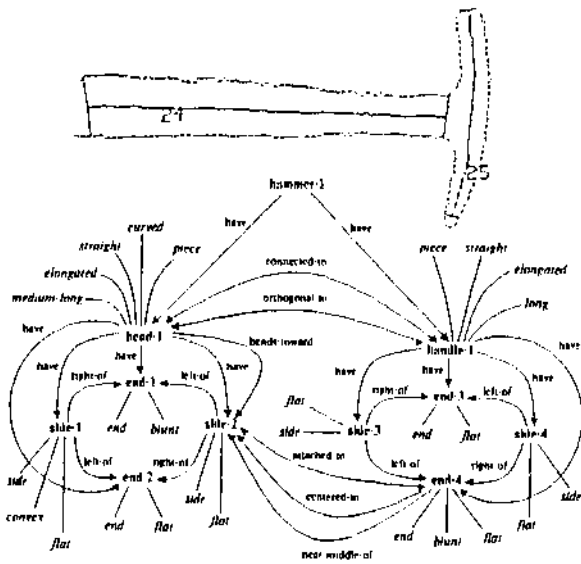 24
25
hammer-1
have
have
curved
straight
piece
elongated
medium-long
connected-to
orthogonal-to
piece
straight
elongated
long
have
head-1
bends-toward
handle-1
have
have
have
have
have
have
have
right-of
end-1
left-of
right-of
end-3
left-of
flat
side-1
end
blunt
side-2
side
side-3
end
flat
side-4
left-of
right-of
attached-to
left-of
right-of
side
end-2
side
centered-in
end-4
side
convex
end
flat
flat
near middle-of
end
blunt
flat
flat
flat